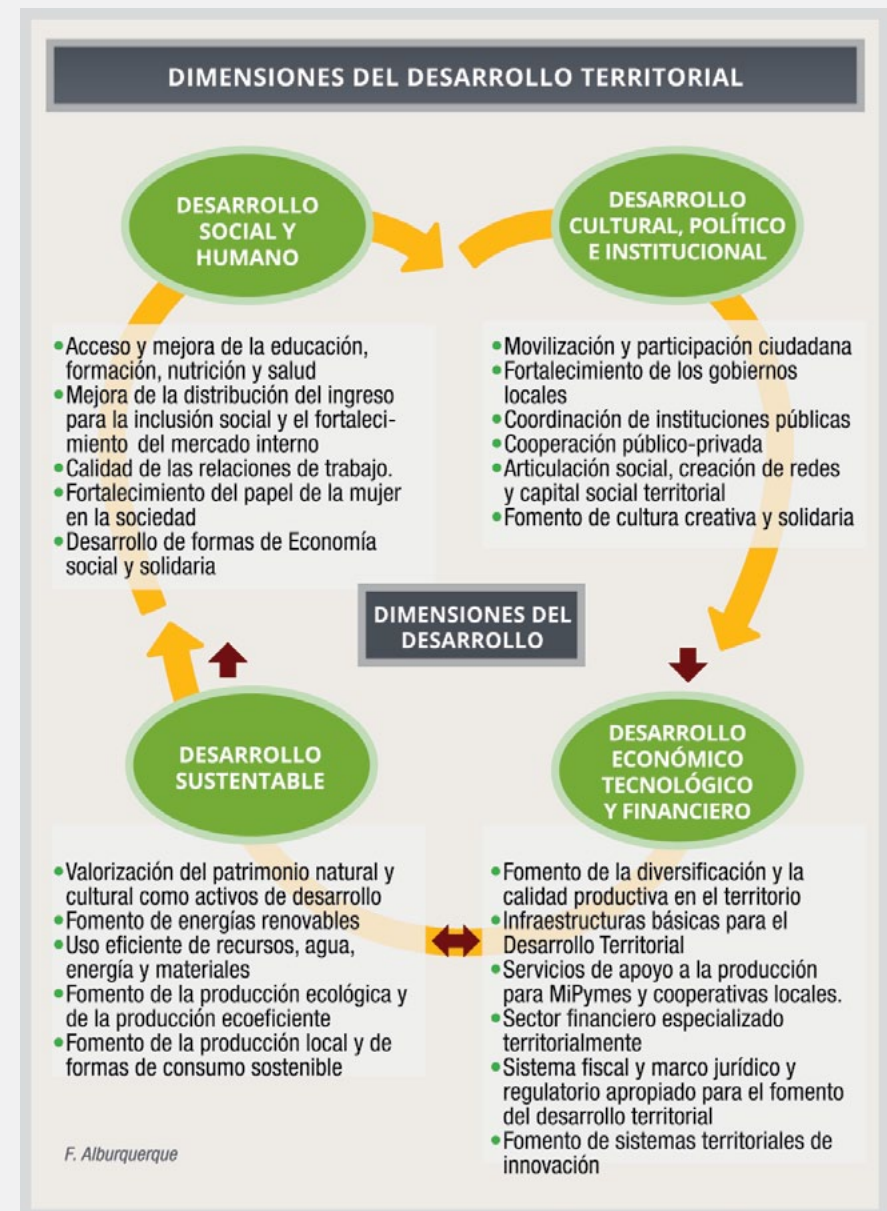 DIMENSIONES DEL DESARROLLO TERRITORIAL
DESARROLLO
SOCIAL Y
HUMANO
DESARROLLO
CULTURAL, POLÍTICO
E INSTITUCIONAL
•Acceso y mejora de la educación,
formación, nutrición y salud
•Mejora de la distribución del ingreso
para la inclusión social y el fortaleci-
miento del mercado interno
•Calidad de las relaciones de trabajo.
•Fortalecimiento del papel de la mujer
en la sociedad
•Desarrollo de formas de Economía
social y solidaria
•Movilización y participación ciudadana
•Fortalecimiento de los gobiernos
locales
•Coordinación de instituciones públicas
•Cooperación público-privada
•Articulación social, creación de redes
y capital social territorial
•Fomento de cultura creativa y solidaria
DIMENSIONES DEL
DESARROLLO
DESARROLLO
SUSTENTABLE
DESARROLLO
ECONÓMICO
TECNOLÓGICO
Y FINANCIERO
•Valorización del patrimonio natural y
cultural como activos de desarrollo
•Fomento de energías renovables
•Uso eficiente de recursos, agua,
energía y materiales
•Fomento de la producción ecológica y
de la producción ecoeficiente
•Fomento de la producción local y de
formas de consumo sostenible
•Fomento de la diversificación y la
calidad productiva en el territorio
•Infraestructuras básicas para el
Desarrollo Territorial
•Servicios de apoyo a la producción
para MiPymes y cooperativas locales.
•Sector financiero especializado
territorialmente
•Sistema fiscal y marco jurídico y
regulatorio apropiado para el fomento
del desarrollo territorial
•Fomento de sistemas territoriales de
innovación
F. Alburquerque